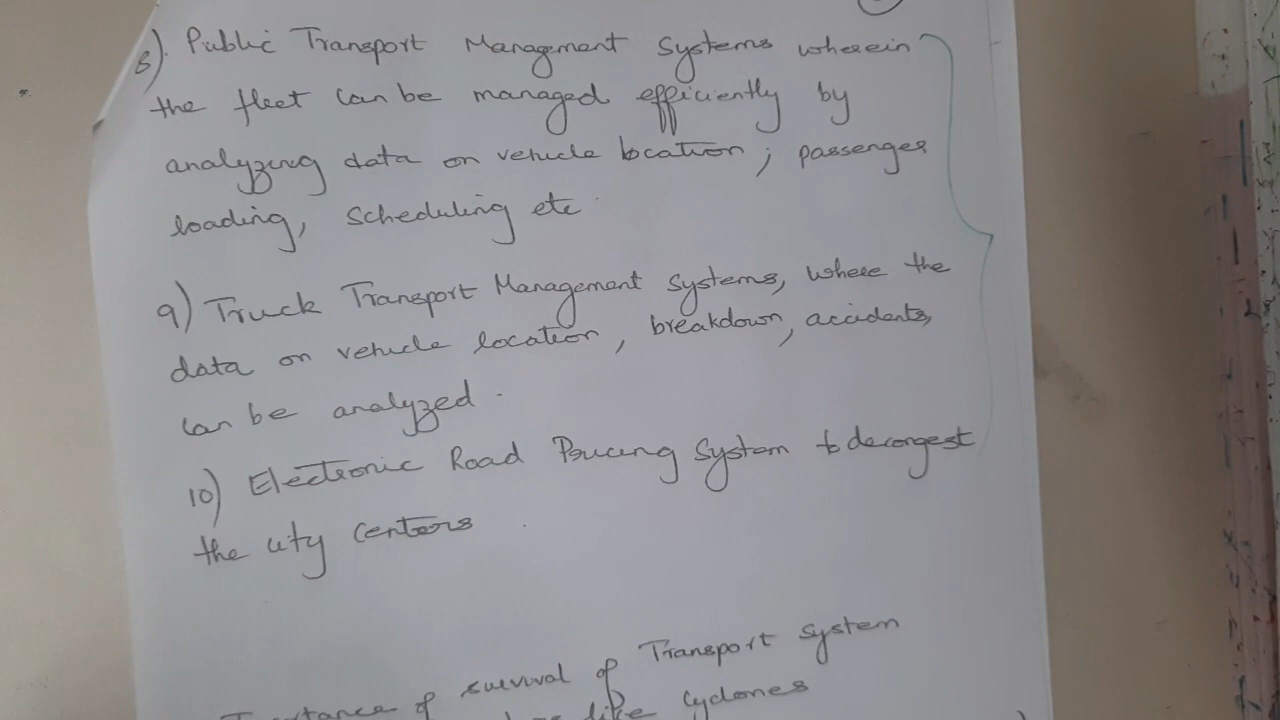 8). Public Transport Management Systems wherein
the fleet can be managed efficiently by
analyzing data on vehicle location, passenger
loading, scheduling etc.
9) Truck Transport Management Systems, where the
data on vehicle location, breakdown, accidents,
can be analyzed.
10) Electronic Road Pricing System to decongest
the city centers.
of survival of Transport System
like cyclones